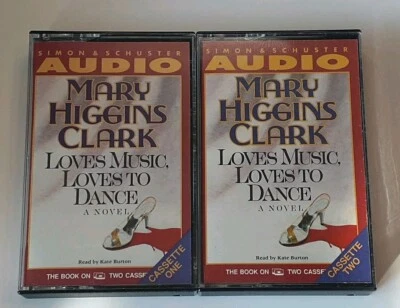 SIMON & SCHUSTER
AUDIO
MARY
HIGGINS
CLARK
LOVES MUSIC,
LOVES TO
DANCE
A NOVEL
Read by Kate Burton
CASSETTE
ONE
THE BOOK ON TWO CASSE
SIMON & SCHUSTER
AUDIO
MARY
HIGGINS
CLARK
LOVES MUSIC,
LOVES TO
DANCE
A NOVEL
Read by Kate Burton
CASSETTE
TWO
THE BOOK ON TWO CASSE